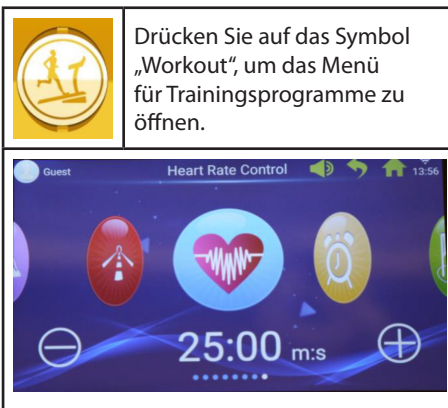 Drücken Sie auf das Symbol
„Workout“, um das Menü
für Trainingsprogramme zu
öffnen.
Guest Heart Rate Control 13:56
25:00 m:s